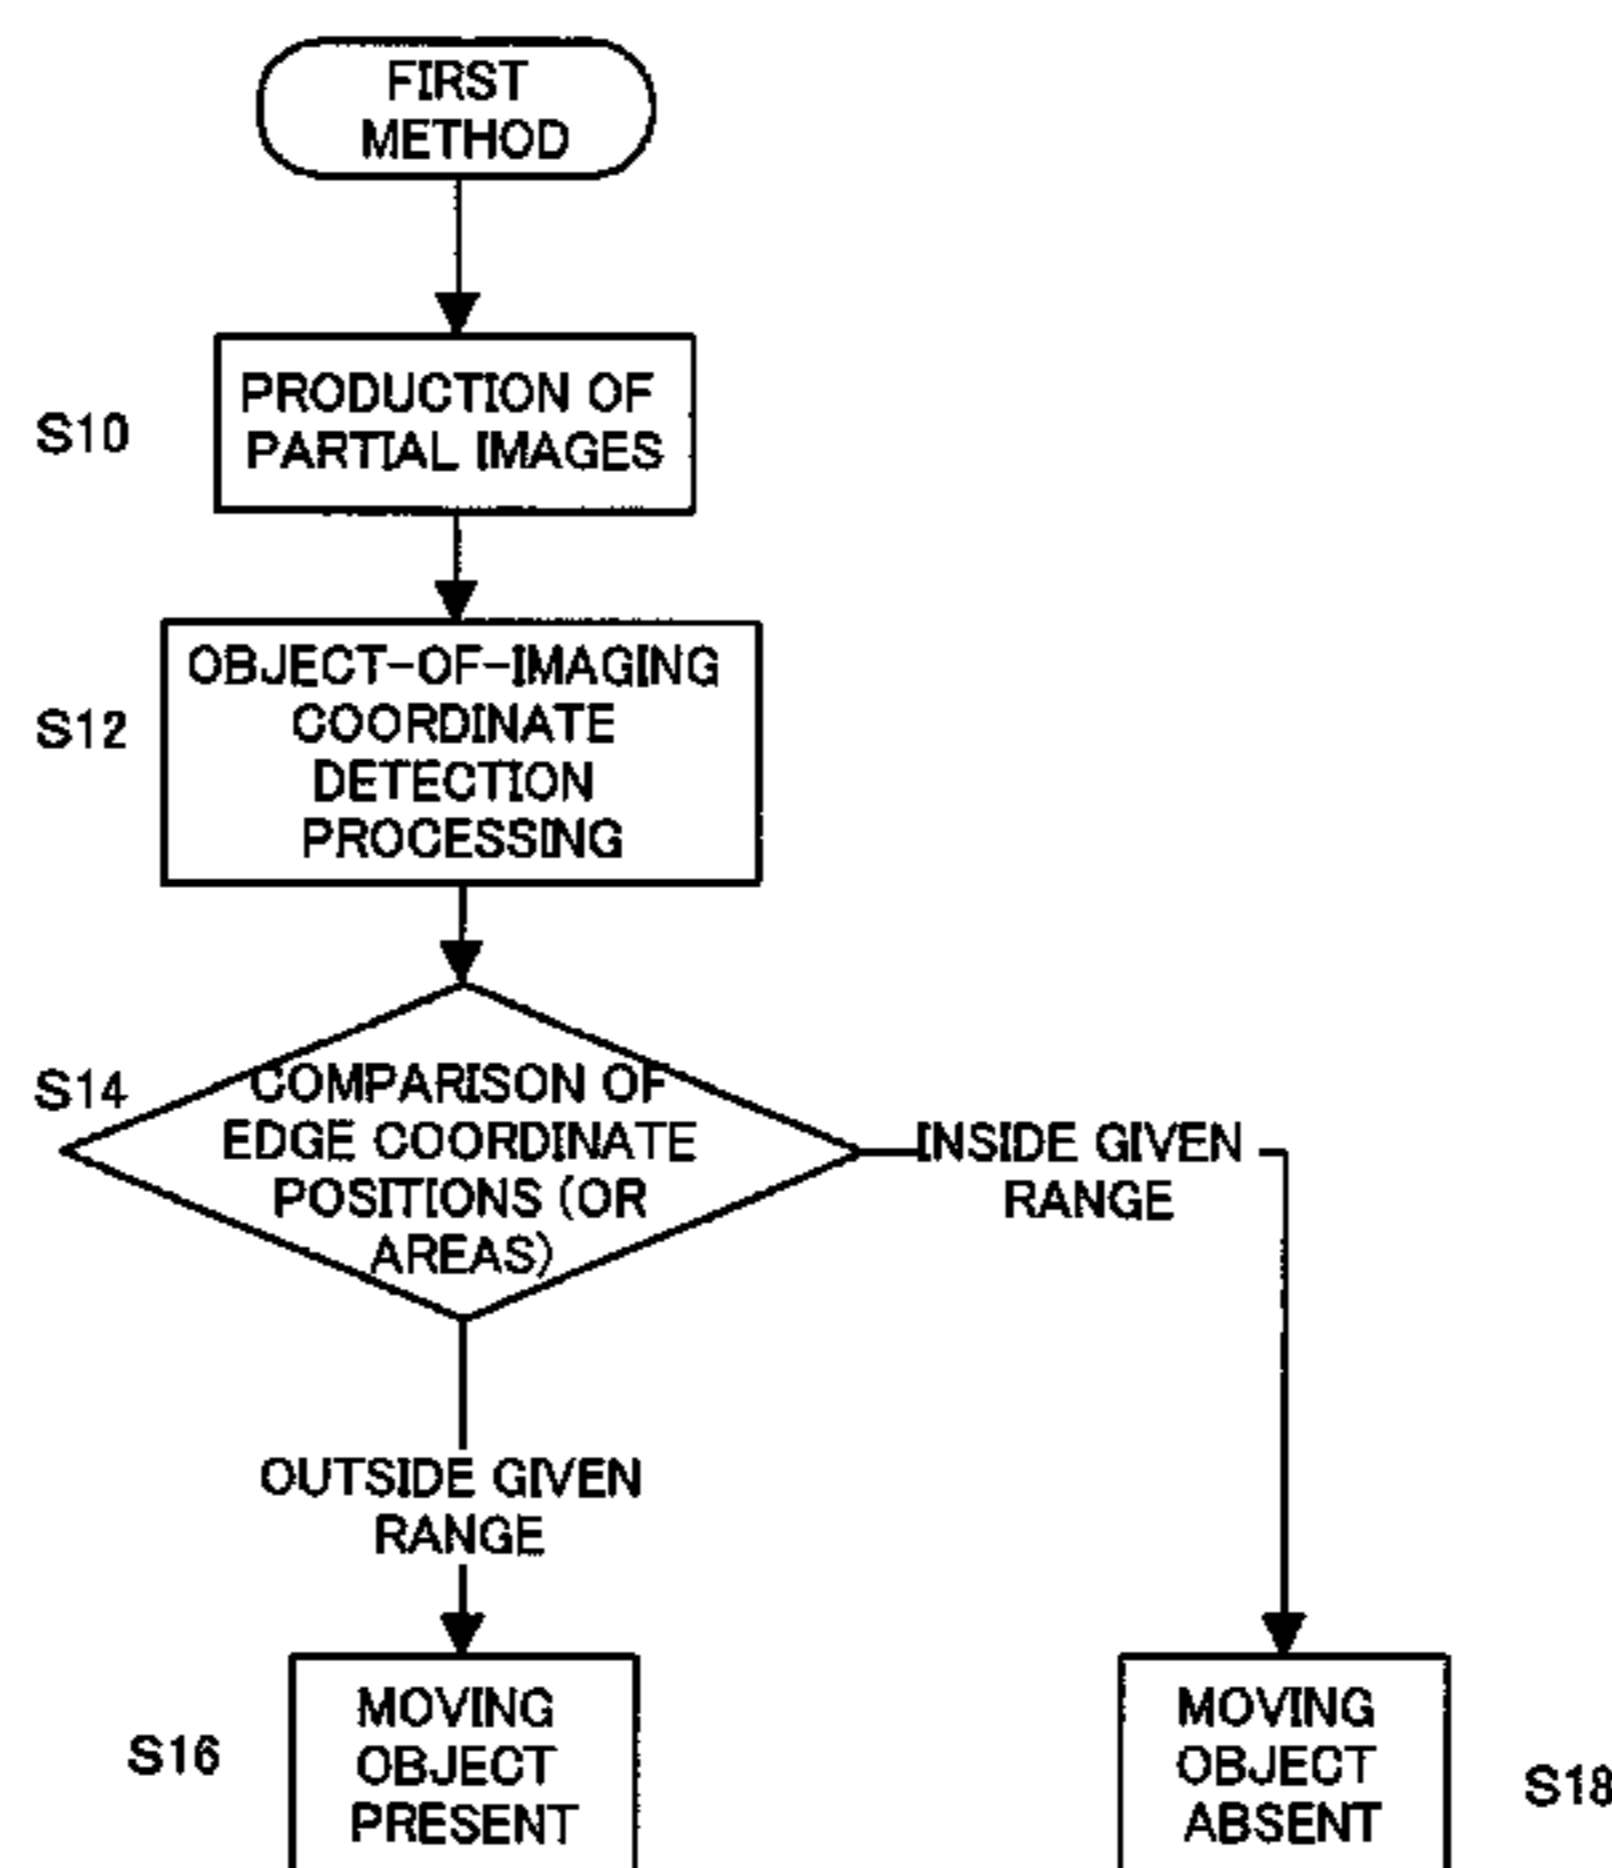 FIRST
METHOD
S10
PRODUCTION OF
PARTIAL IMAGES
S12
OBJECT-OF-IMAGING
COORDINATE
DETECTION
PROCESSING
S14
COMPARISON OF
EDGE COORDINATE
POSITIONS (OR
AREAS)
INSIDE GIVEN
RANGE
OUTSIDE GIVEN
RANGE
S16
MOVING
OBJECT
PRESENT
MOVING
OBJECT
ABSENT
S18